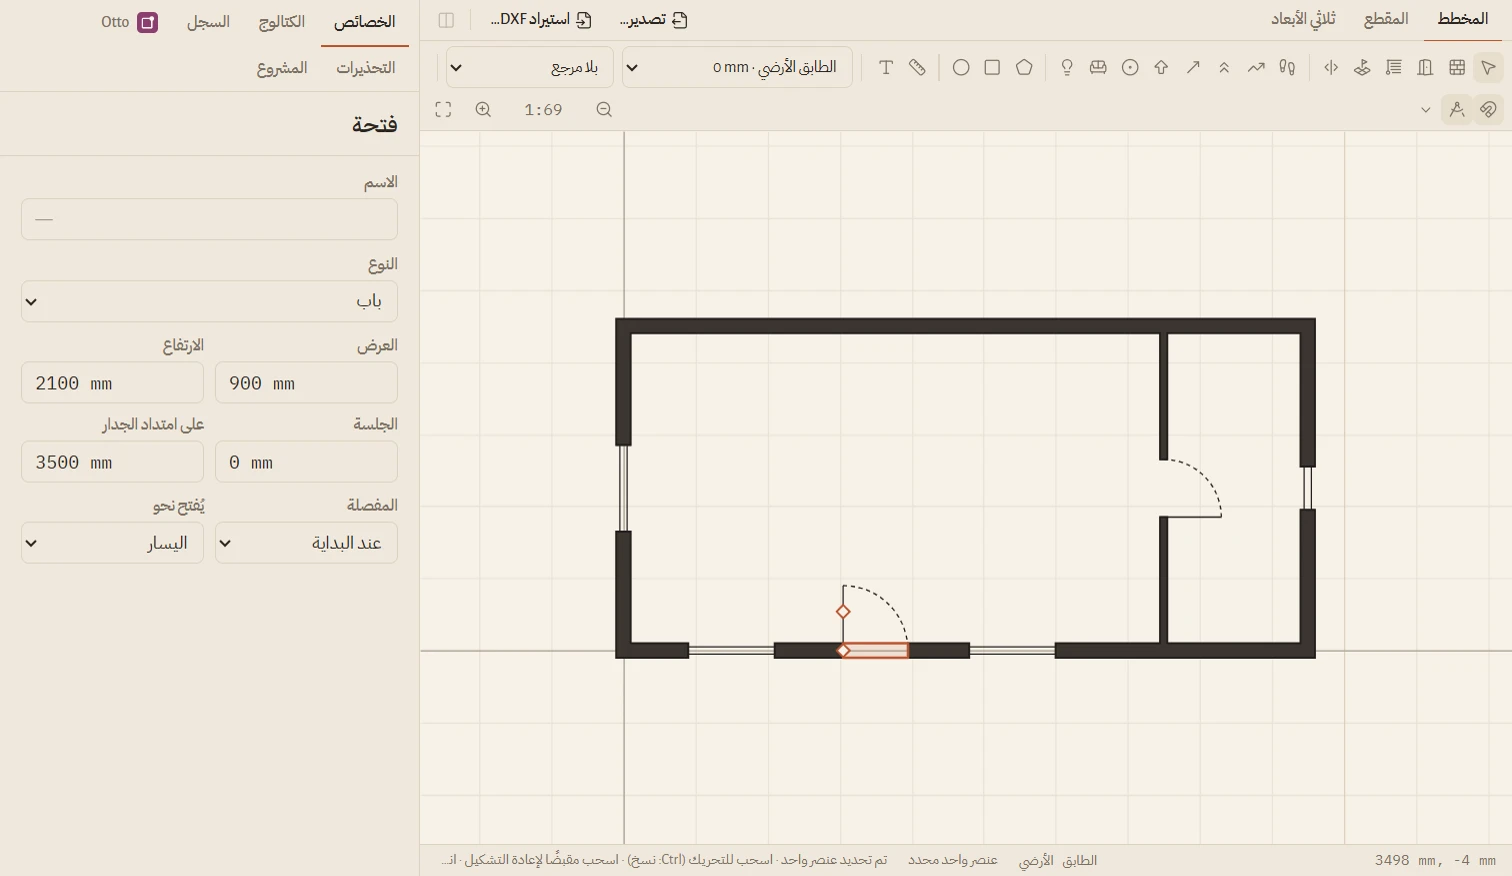 المخطط
المقطع
ثلاثي الأبعاد
تصدير...
استيراد DXF...
الطابق الأرضي · 0 mm
بلا مرجع
1:69
الخصائص
الكتالوج
السجل
Otto
التحذيرات
المشروع
فتحة
الاسم
—
النوع
باب
العرض
الارتفاع
900 mm
2100 mm
الجلسة
على امتداد الجدار
0 mm
3500 mm
المفصلة
يُفتح نحو
عند البداية
اليسار
3498 mm, -4 mm
الطابق الأرضي
عنصر واحد محدد
تم تحديد عنصر واحد · اسحب للتحريك (Ctrl: نسخ) · اسحب مقبضًا لإعادة التشكيل · ان...